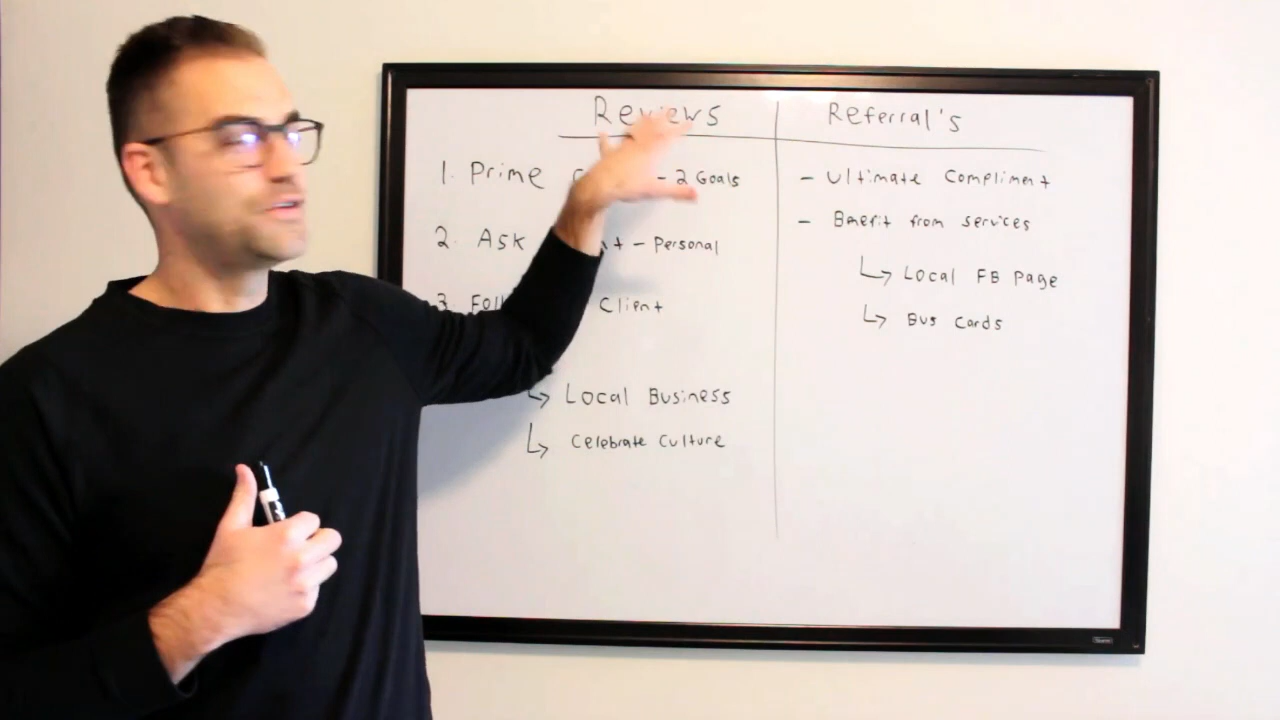 Reviews
1. Prime - 2 Goals
2. Ask - Personal
3. Client
↳ Local Business
↳ Celebrate Culture
Referral's
- Ultimate Compliment
- Benefit from services
↳ Local FB Page
↳ Bus Cards